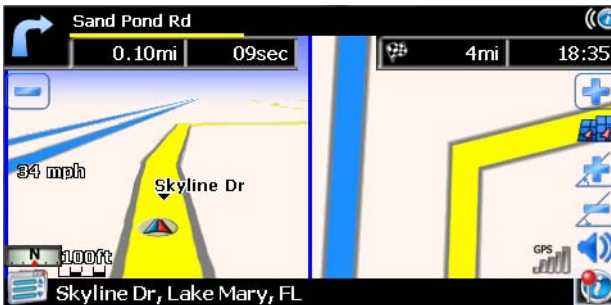 Sand Pond Rd
0.10mi 09sec
4mi 18:35
34 mph
Skyline Dr
GPS
N
100ft
Skyline Dr, Lake Mary, FL